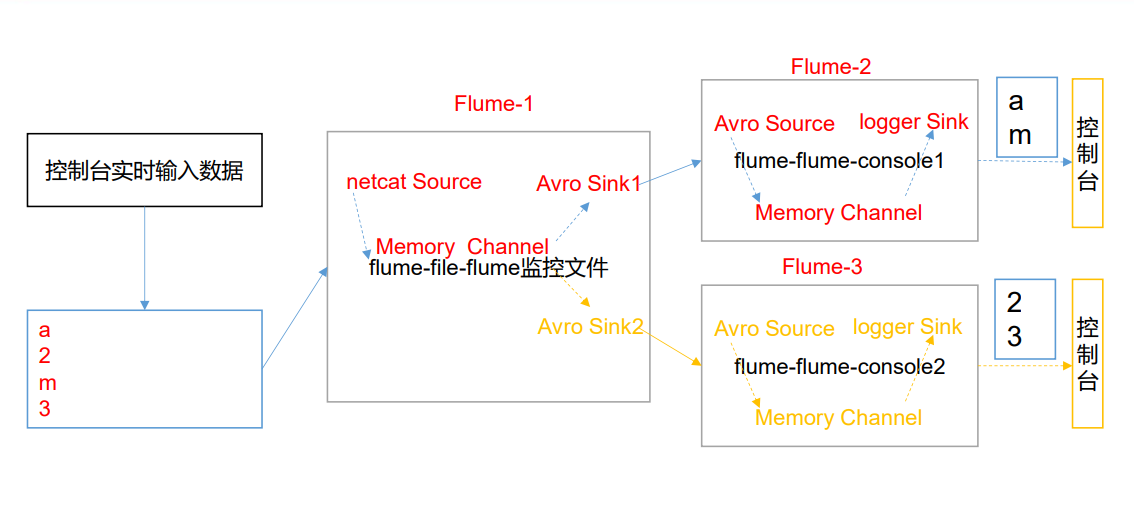 控制台实时输入数据
a
2
m
3
Flume-1
netcat Source
Avro Sink1
Memory Channel
flume-file-flume监控文件
Avro Sink2
Flume-2
Avro Source
logger Sink
flume-flume-console1
Memory Channel
a
m
控制台
Flume-3
Avro Source
logger Sink
flume-flume-console2
Memory Channel
2
3
控制台